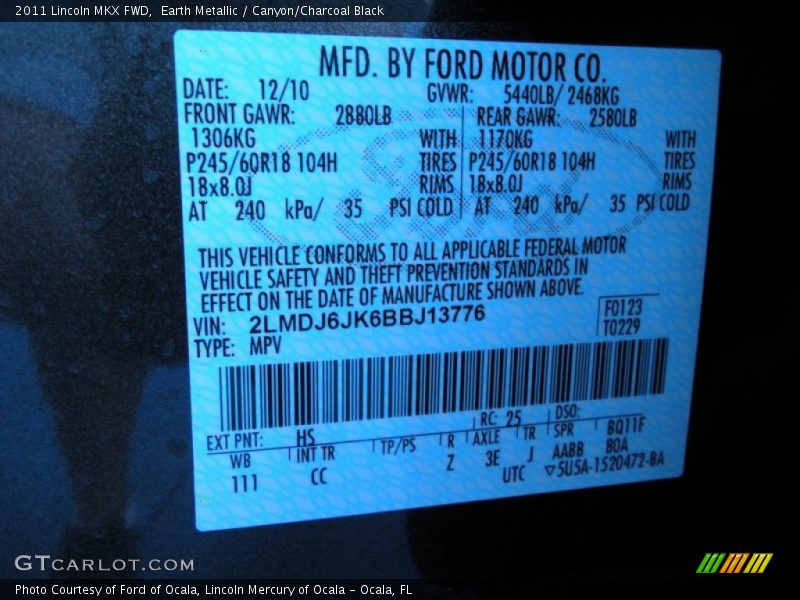 2011 Lincoln MKX FWD,  Earth Metallic / Canyon/Charcoal Black
MFD. BY FORD MOTOR CO.
DATE: 12/10 GVWR: 5440LB/ 2468KG
FRONT GAWR: 2880LB REAR GAWR: 2580LB
1306KG WITH 1170KG WITH
P245/60R18 104H TIRES P245/60R18 104H TIRES
18x8.0J RIMS 18x8.0J RIMS
AT 240 kPa/ 35 PSI COLD AT 240 kPa/ 35 PSI COLD
THIS VEHICLE CONFORMS TO ALL APPLICABLE FEDERAL MOTOR
VEHICLE SAFETY AND THEFT PREVENTION STANDARDS IN
EFFECT ON THE DATE OF MANUFACTURE SHOWN ABOVE.
VIN: 2LMDJ6JK6BBJ13776 F0123
TYPE: MPV T0229
EXT PNT: HS RC: 25 DSO:
WB INT TR TP/PS R AXLE TR SPR BQ11F
111 CC Z 3E J AABB 80A
UTC ▽5U5A-1520472-BA
GTCARLOT.COM
Photo Courtesy of Ford of Ocala, Lincoln Mercury of Ocala - Ocala, FL